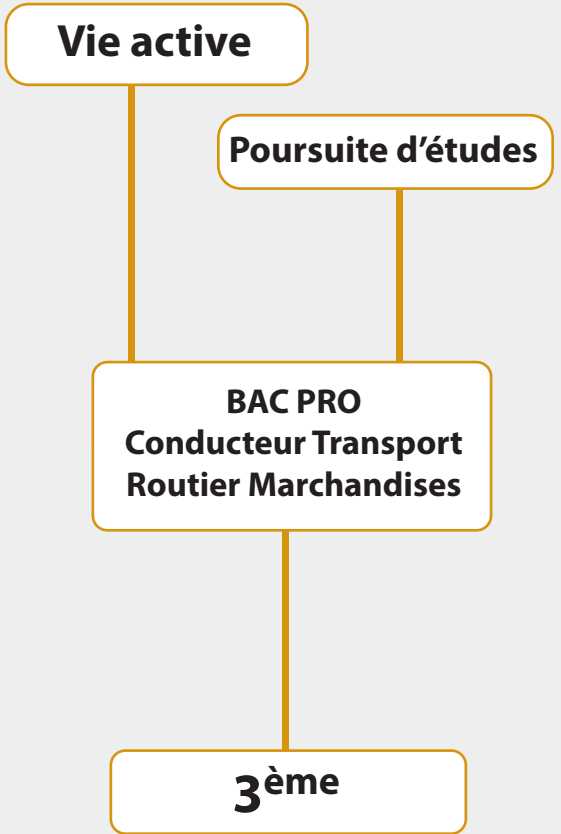 Vie active
Poursuite d'études
BAC PRO
Conducteur Transport
Routier Marchandises
3ème